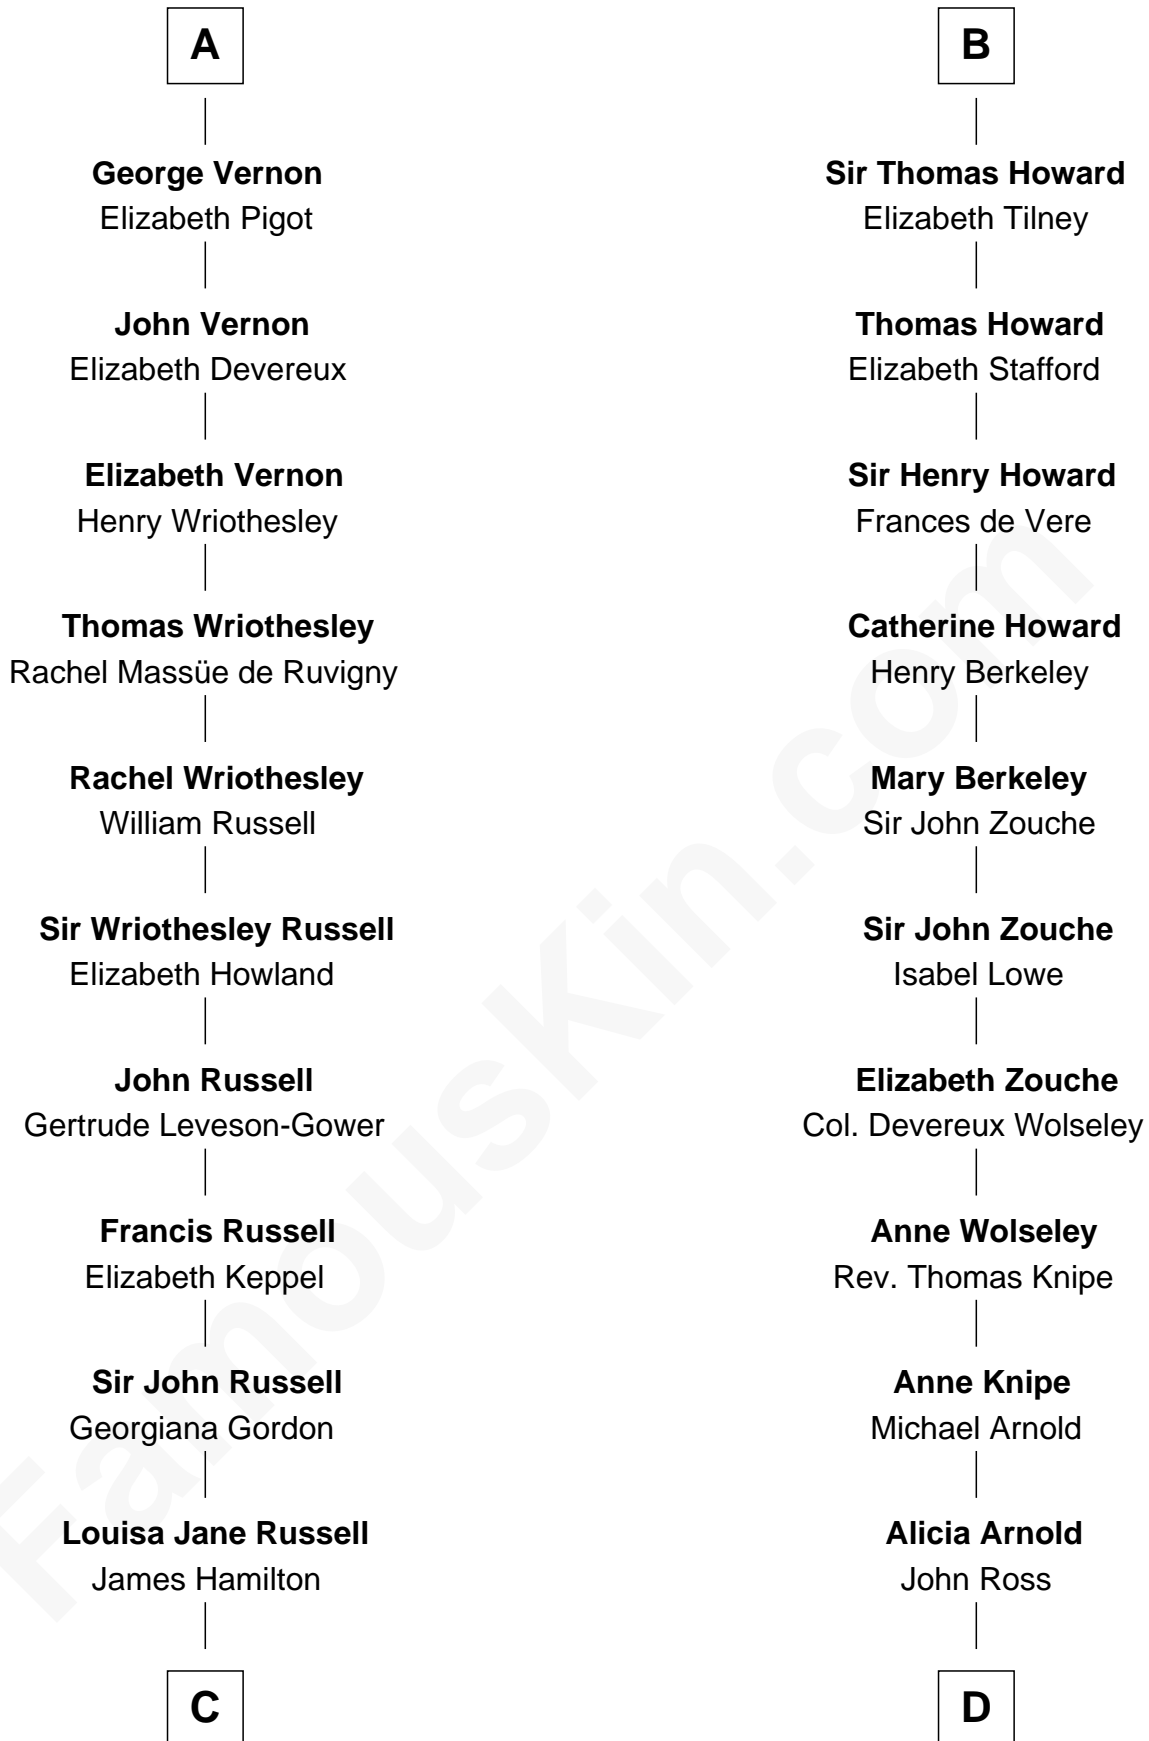 A
George Vernon
Elizabeth Pigot
John Vernon
Elizabeth Devereux
Elizabeth Vernon
Henry Wriothesley
Thomas Wriothesley
Rachel Massüe de Ruvigny
Rachel Wriothesley
William Russell
Sir Wriothesley Russell
Elizabeth Howland
John Russell
Gertrude Leveson-Gower
Francis Russell
Elizabeth Keppel
Sir John Russell
Georgiana Gordon
Louisa Jane Russell
James Hamilton
C
B
Sir Thomas Howard
Elizabeth Tilney
Thomas Howard
Elizabeth Stafford
Sir Henry Howard
Frances de Vere
Catherine Howard
Henry Berkeley
Mary Berkeley
Sir John Zouche
Sir John Zouche
Isabel Lowe
Elizabeth Zouche
Col. Devereux Wolseley
Anne Wolseley
Rev. Thomas Knipe
Anne Knipe
Michael Arnold
Alicia Arnold
John Ross
D
FamousKin.com